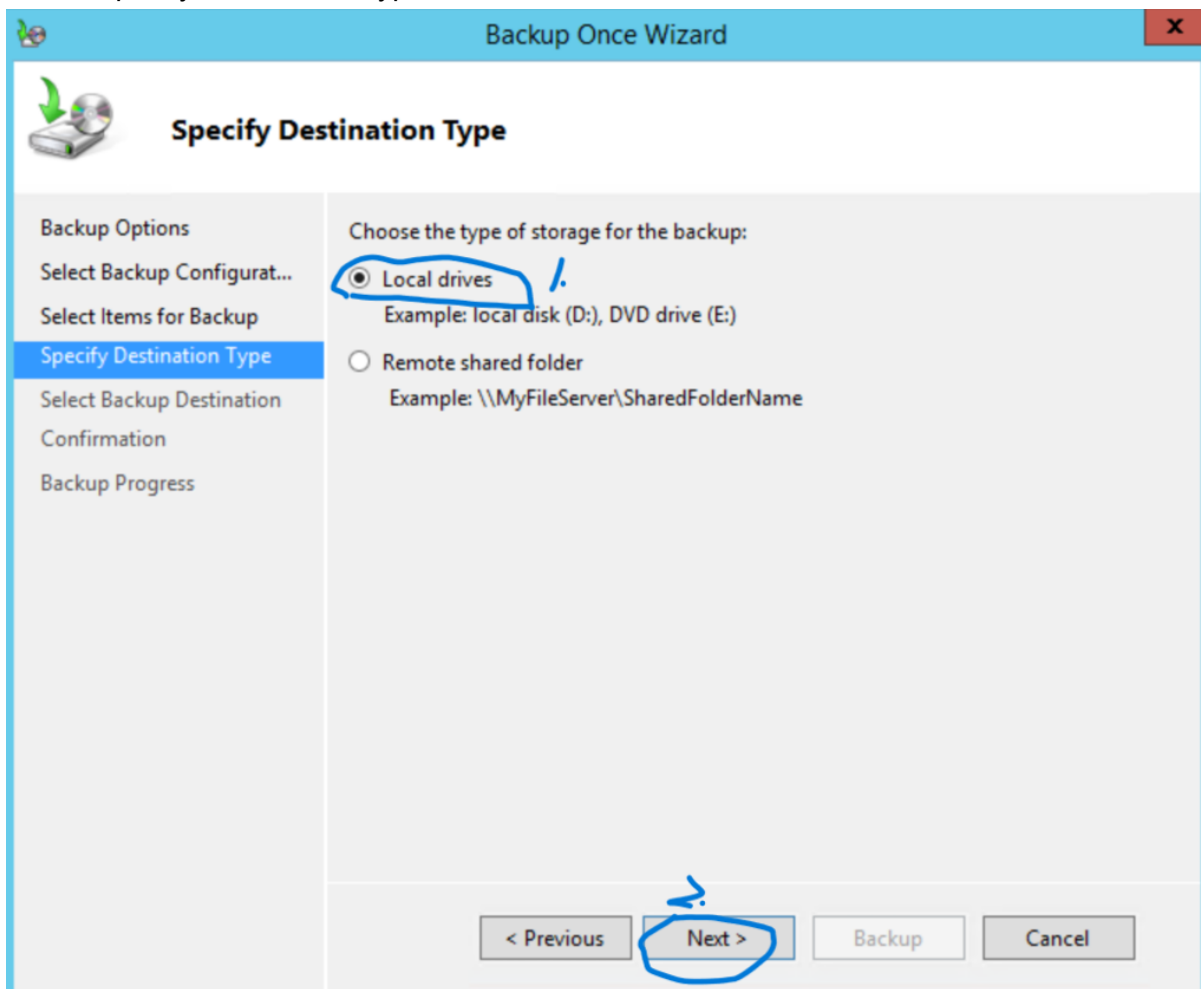 Backup Once Wizard
x
Specify Destination Type
Backup Options
Select Backup Configurat...
Select Items for Backup
Specify Destination Type
Select Backup Destination
Confirmation
Backup Progress
Choose the type of storage for the backup:
Local drives 1.
Example: local disk (D:), DVD drive (E:)
Remote shared folder
Example: \\MyFileServer\SharedFolderName
2.
< Previous Next > Backup Cancel